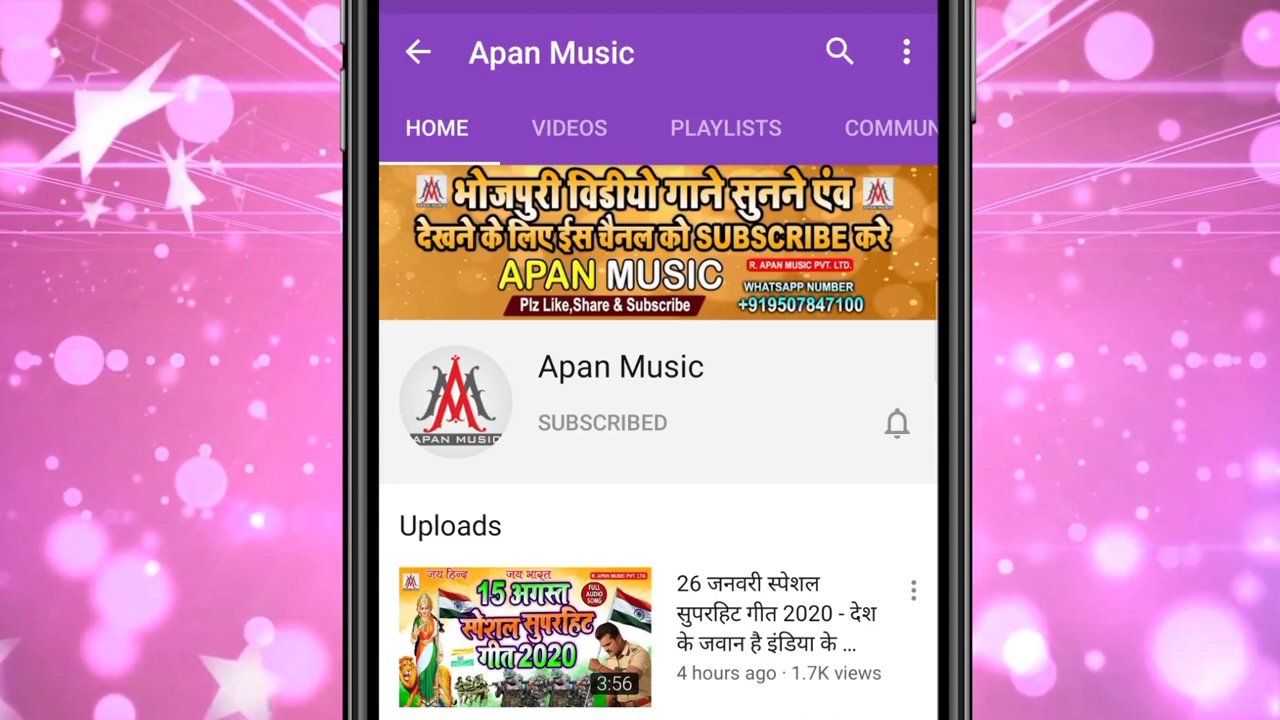 Apan Music
HOME VIDEOS PLAYLISTS COMMUN
भोजपुरी विडीयो गाने सुनने एंव
देखने के लिए ईस चैनल को SUBSCRIBE करे
APAN MUSIC
R. APAN MUSIC PVT. LTD.
Plz Like,Share & Subscribe
WHATSAPP NUMBER
+919507847100
Apan Music
SUBSCRIBED
APAN MUSIC
Uploads
जय हिन्द जय भारत
R. APAN MUSIC PVT. LTD
15 अगस्त
FULL
AUDIO
SONG
स्पेशल सुपरहिट
गीत 2020
3:56
26 जनवरी स्पेशल
सुपरहिट गीत 2020 - देश
के जवान है इंडिया के ...
4 hours ago · 1.7K views